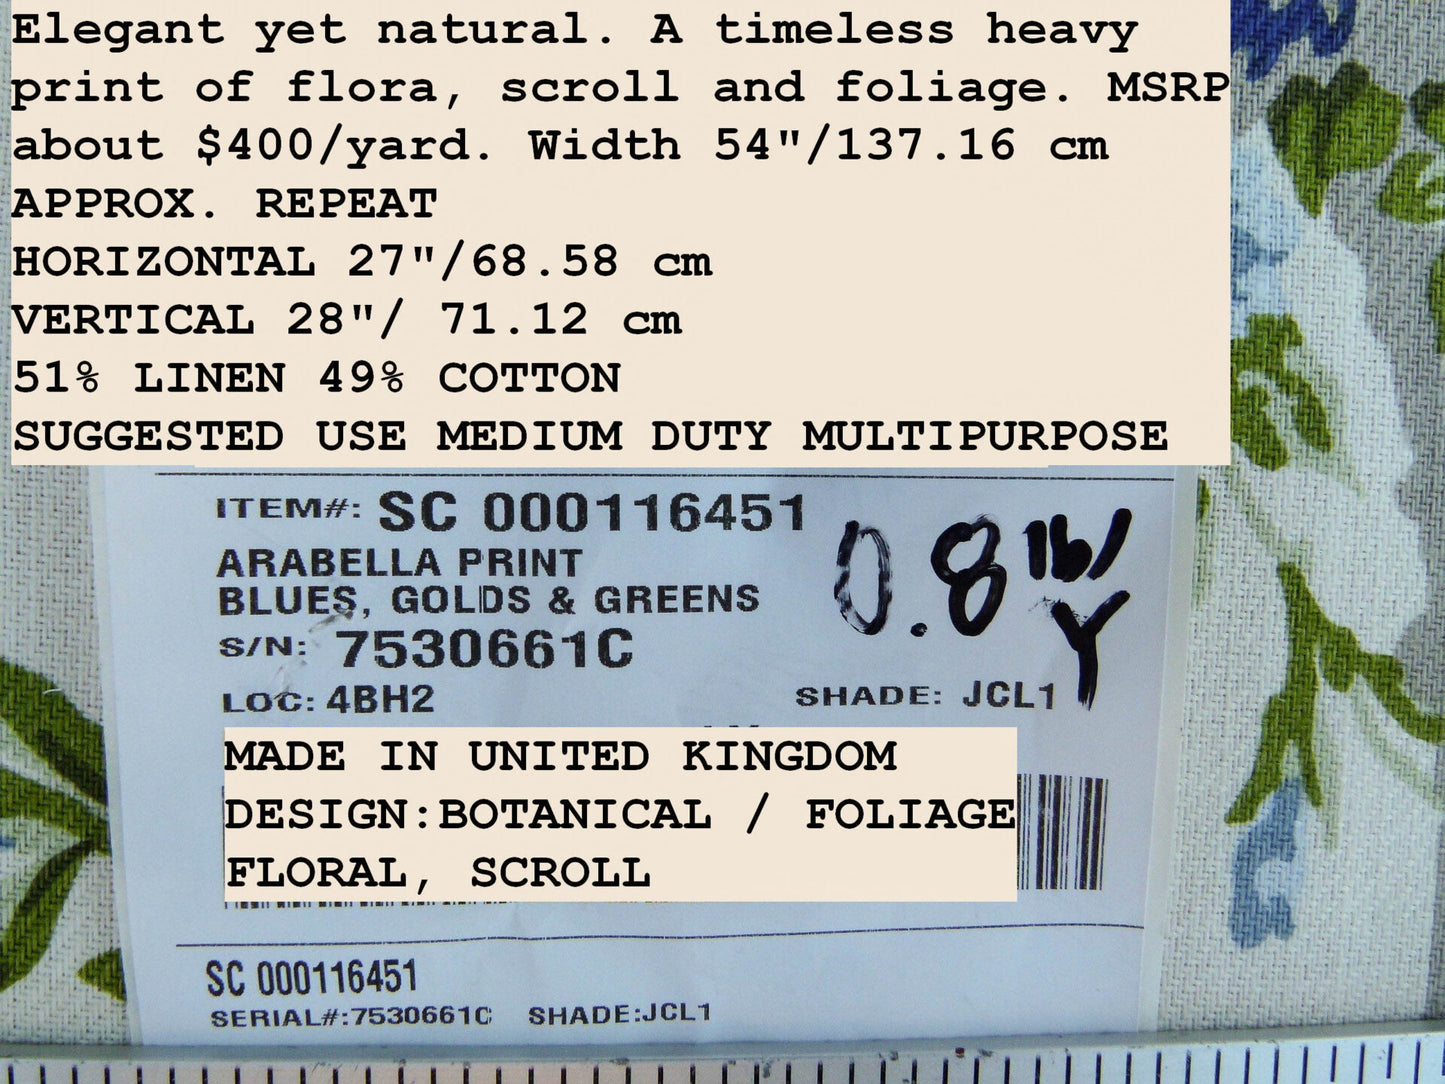 Elegant yet natural. A timeless heavy
print of flora, scroll and foliage. MSRP
about $400/yard. Width 54"/137.16 cm
APPROX. REPEAT
HORIZONTAL 27"/68.58 cm
VERTICAL 28"/ 71.12 cm
51% LINEN 49% COTTON
SUGGESTED USE MEDIUM DUTY MULTIPURPOSE
ITEM#: SC 000116451
ARABELLA PRINT
BLUES, GOLDS & GREENS
0.8 lb/
Y
S/N: 7530661C
LOC: 4BH2 SHADE: JCL1
MADE IN UNITED KINGDOM
DESIGN:BOTANICAL / FOLIAGE
FLORAL, SCROLL
SC 000116451
SERIAL#:7530661C SHADE:JCL1